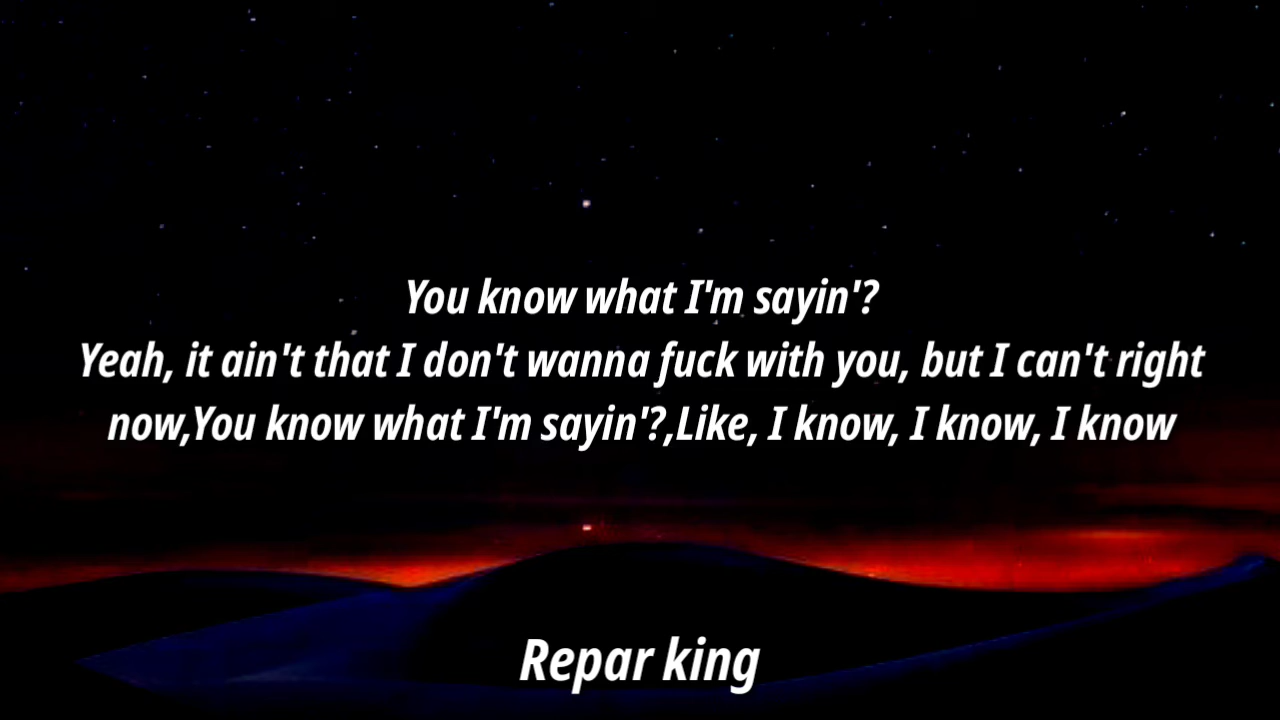 You know what I'm sayin'?
Yeah, it ain't that I don't wanna fuck with you, but I can't right
now,You know what I'm sayin'?,Like, I know, I know, I know
Repar king